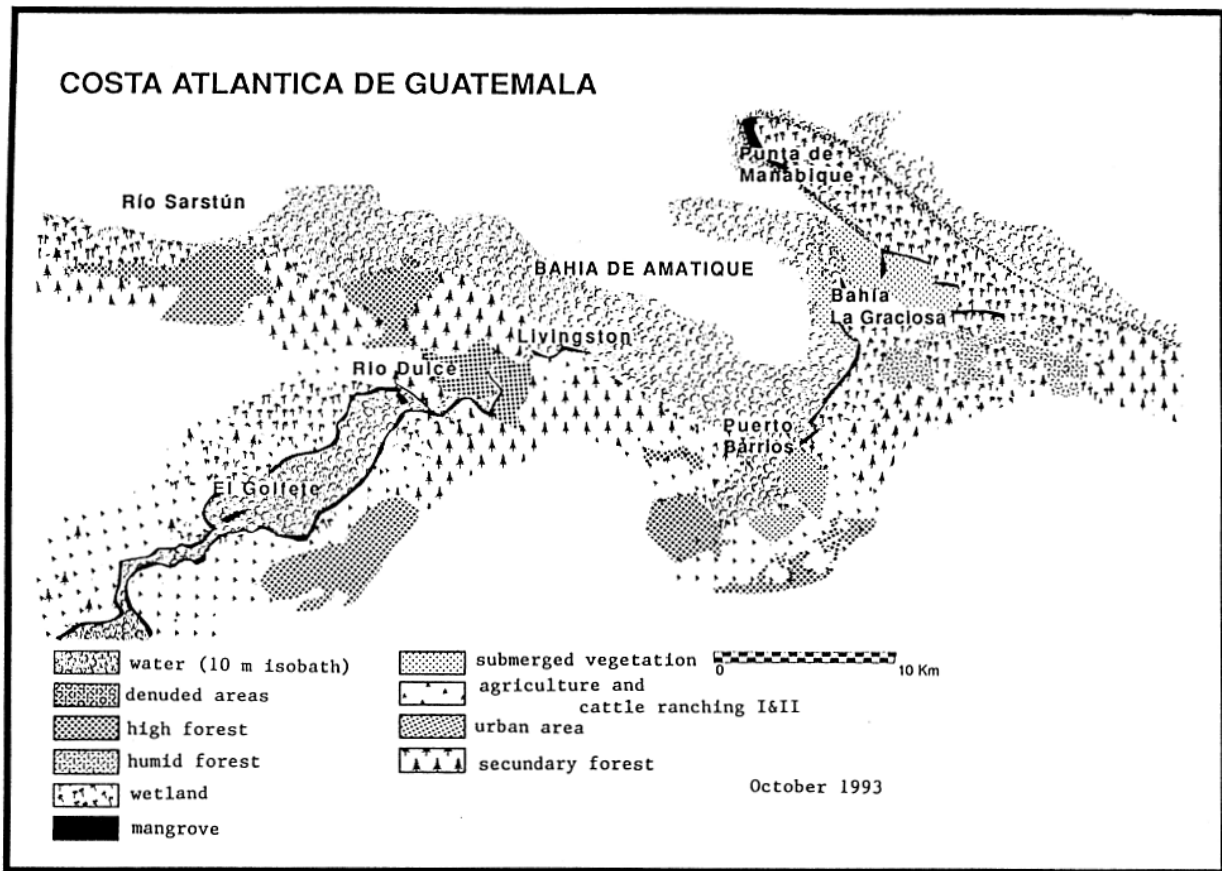 COSTA ATLANTICA DE GUATEMALA
Punta de
Manabique
Río Sarstún
BAHIA DE AMATIQUE
Bahía
La Graciosa
Livingston
Rio Dulce
Puerto
Barrios
El Golfete
water (10 m isobath)
denuded areas
high forest
humid forest
wetland
mangrove
submerged vegetation
agriculture and
cattle ranching I&II
urban area
secundary forest
0 10 Km
October 1993